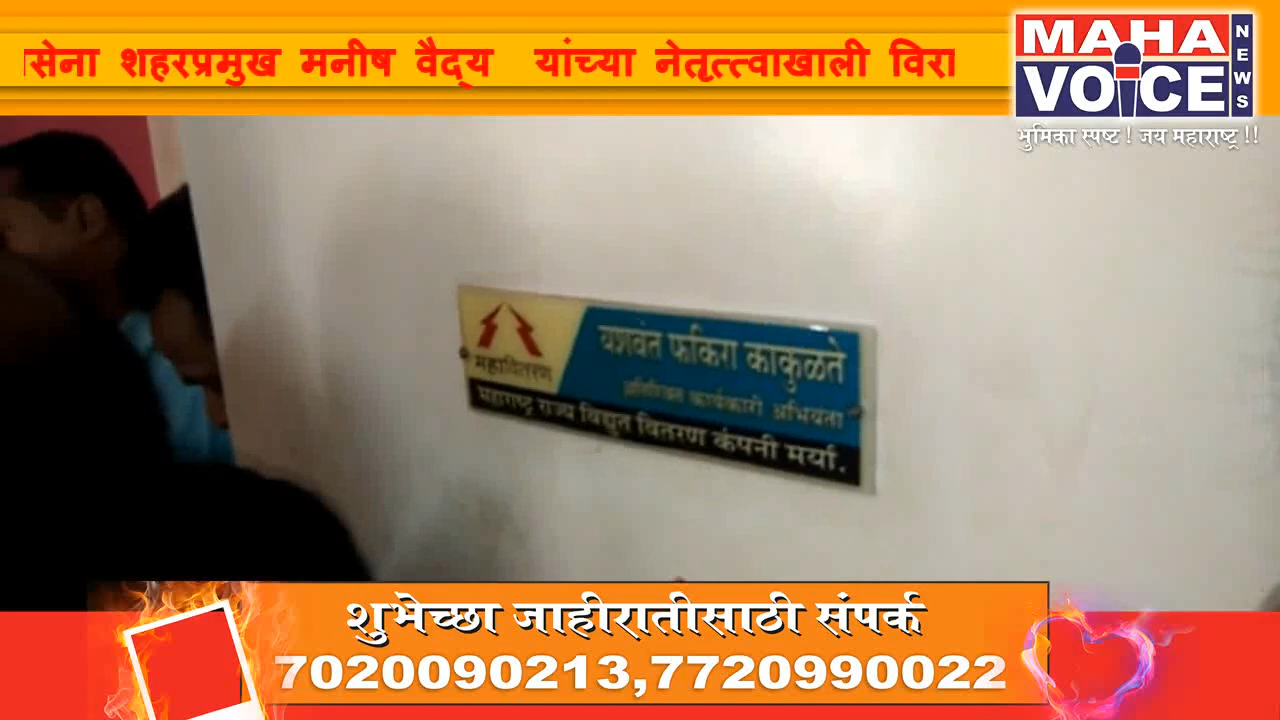 सेना शहरप्रमुख मनीष वैद्य यांच्या नेतृत्त्वाखाली विरा
MAHA
VOICE
NEWS
भुमिका स्पष्ट ! जय महाराष्ट्र !!
महावितरण
यशवंत फकिरा काकुळते
अतिरिक्त कार्यकारी अभियंता
महाराष्ट्र राज्य विद्युत वितरण कंपनी मर्या.
शुभेच्छा जाहीरातीसाठी संपर्क
7020090213,7720990022